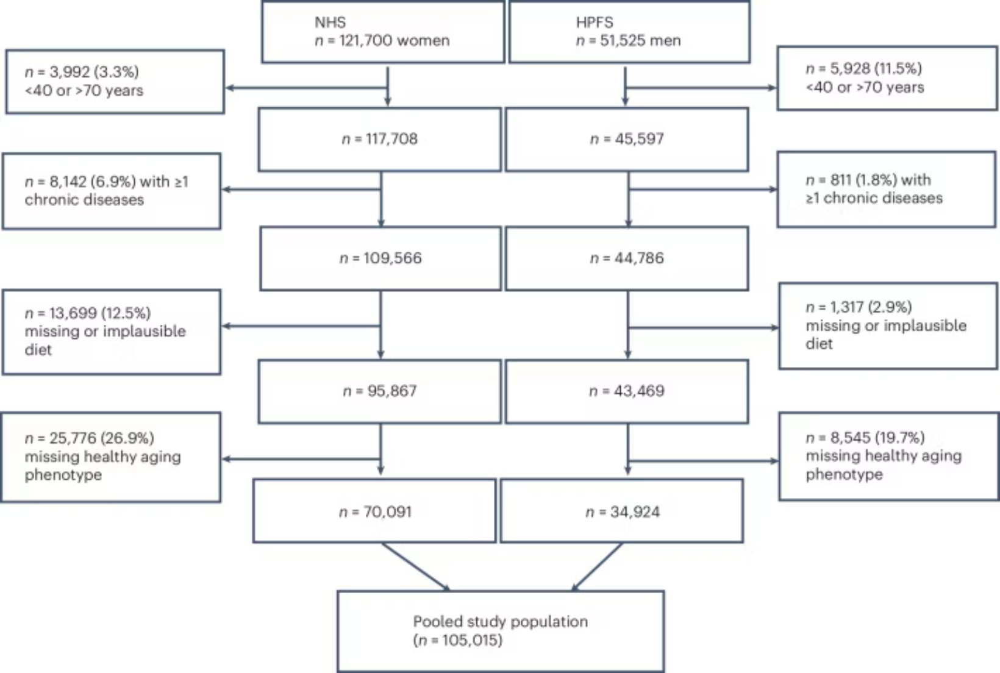 NHS
n = 121,700 women
HPFS
n = 51,525 men
n = 3,992 (3.3%)
<40 or >70 years
n = 5,928 (11.5%)
<40 or >70 years
n = 117,708
n = 45,597
n = 8,142 (6.9%) with ≥1
chronic diseases
n = 811 (1.8%) with
≥1 chronic diseases
n = 109,566
n = 44,786
n = 13,699 (12.5%)
missing or implausible
diet
n = 1,317 (2.9%)
missing or implausible
diet
n = 95,867
n = 43,469
n = 25,776 (26.9%)
missing healthy aging
phenotype
n = 8,545 (19.7%)
missing healthy aging
phenotype
n = 70,091
n = 34,924
Pooled study population
(n = 105,015)